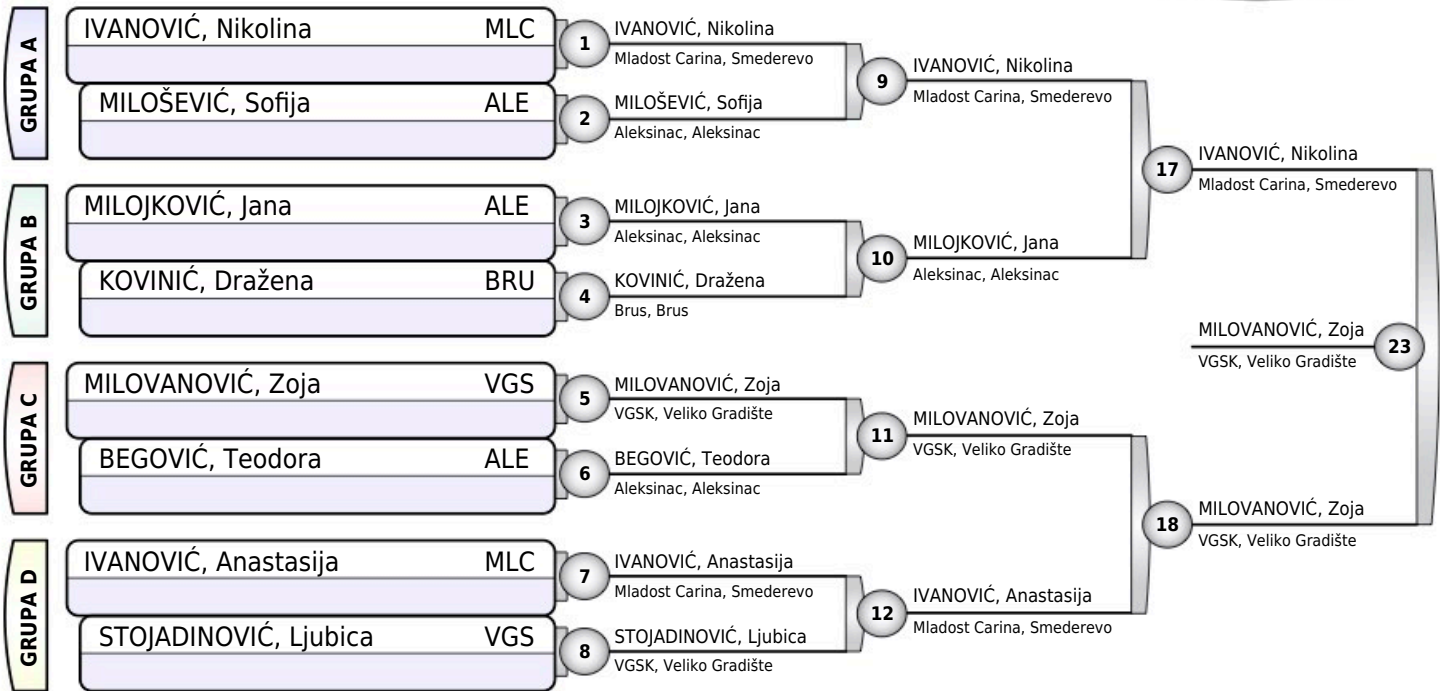 GRUPA A
IVANOVIĆ, Nikolina MLC
MILOŠEVIĆ, Sofija ALE
GRUPA B
MILOJKOVIĆ, Jana ALE
KOVINIĆ, Dražena BRU
GRUPA C
MILOVANOVIĆ, Zoja VGS
BEGOVIĆ, Teodora ALE
GRUPA D
IVANOVIĆ, Anastasija MLC
STOJADINOVIĆ, Ljubica VGS
1
IVANOVIĆ, Nikolina
Mladost Carina, Smederevo
2
MILOŠEVIĆ, Sofija
Aleksinac, Aleksinac
3
MILOJKOVIĆ, Jana
Aleksinac, Aleksinac
4
KOVINIĆ, Dražena
Brus, Brus
5
MILOVANOVIĆ, Zoja
VGSK, Veliko Gradište
6
BEGOVIĆ, Teodora
Aleksinac, Aleksinac
7
IVANOVIĆ, Anastasija
Mladost Carina, Smederevo
8
STOJADINOVIĆ, Ljubica
VGSK, Veliko Gradište
9
IVANOVIĆ, Nikolina
Mladost Carina, Smederevo
10
MILOJKOVIĆ, Jana
Aleksinac, Aleksinac
11
MILOVANOVIĆ, Zoja
VGSK, Veliko Gradište
12
IVANOVIĆ, Anastasija
Mladost Carina, Smederevo
17
IVANOVIĆ, Nikolina
Mladost Carina, Smederevo
18
MILOVANOVIĆ, Zoja
VGSK, Veliko Gradište
MILOVANOVIĆ, Zoja
VGSK, Veliko Gradište
23